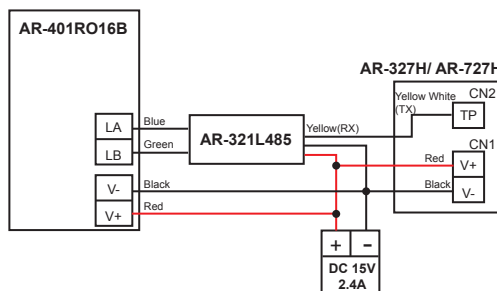 AR-401RO16B
AR-327H/ AR-727H
CN2
Yellow White
(TX)
TP
LA
Blue
Yellow(RX)
AR-321L485
LB
Green
CN1
Red
V+
V-
Black
Black
V-
V+
Red
+
−
DC 15V
2.4A